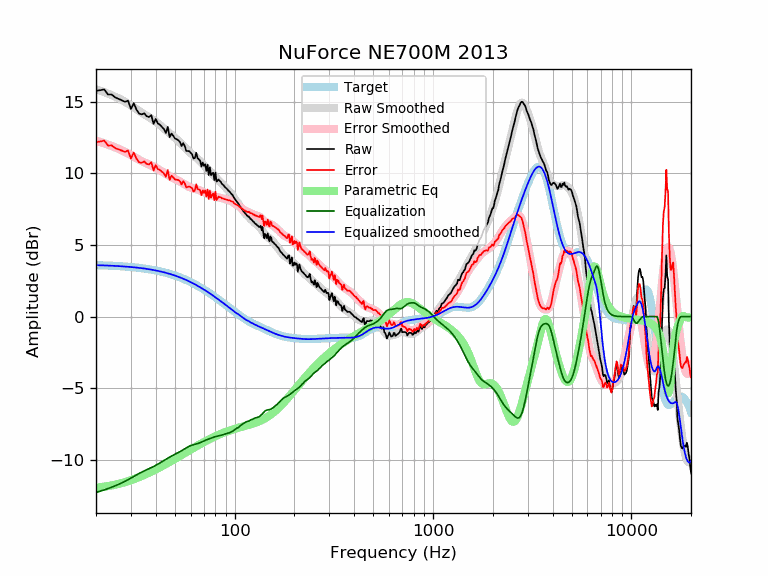 NuForce NE700M 2013
Amplitude (dBr)
15
10
5
0
−5
−10
Target
Raw Smoothed
Error Smoothed
Raw
Error
Parametric Eq
Equalization
Equalized smoothed
100
1000
10000
Frequency (Hz)